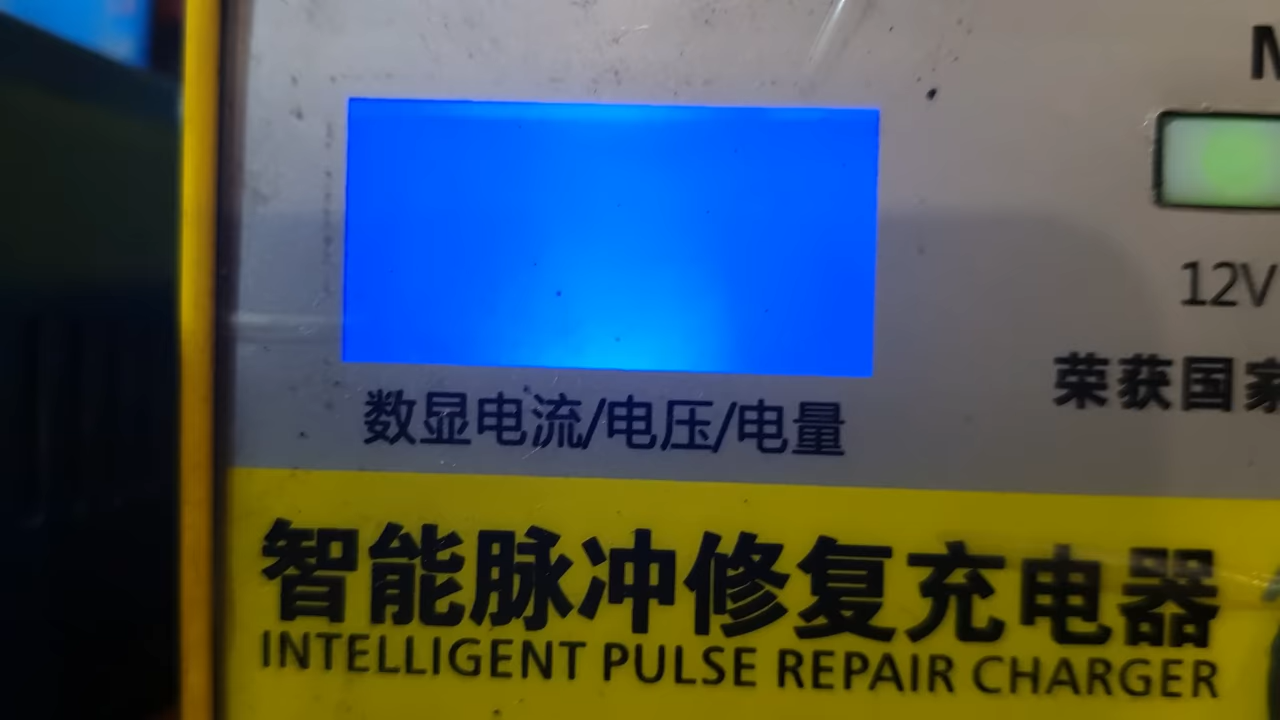 数显电流/电压/电量
12V
荣获国家
智能脉冲修复充电器
INTELLIGENT PULSE REPAIR CHARGER